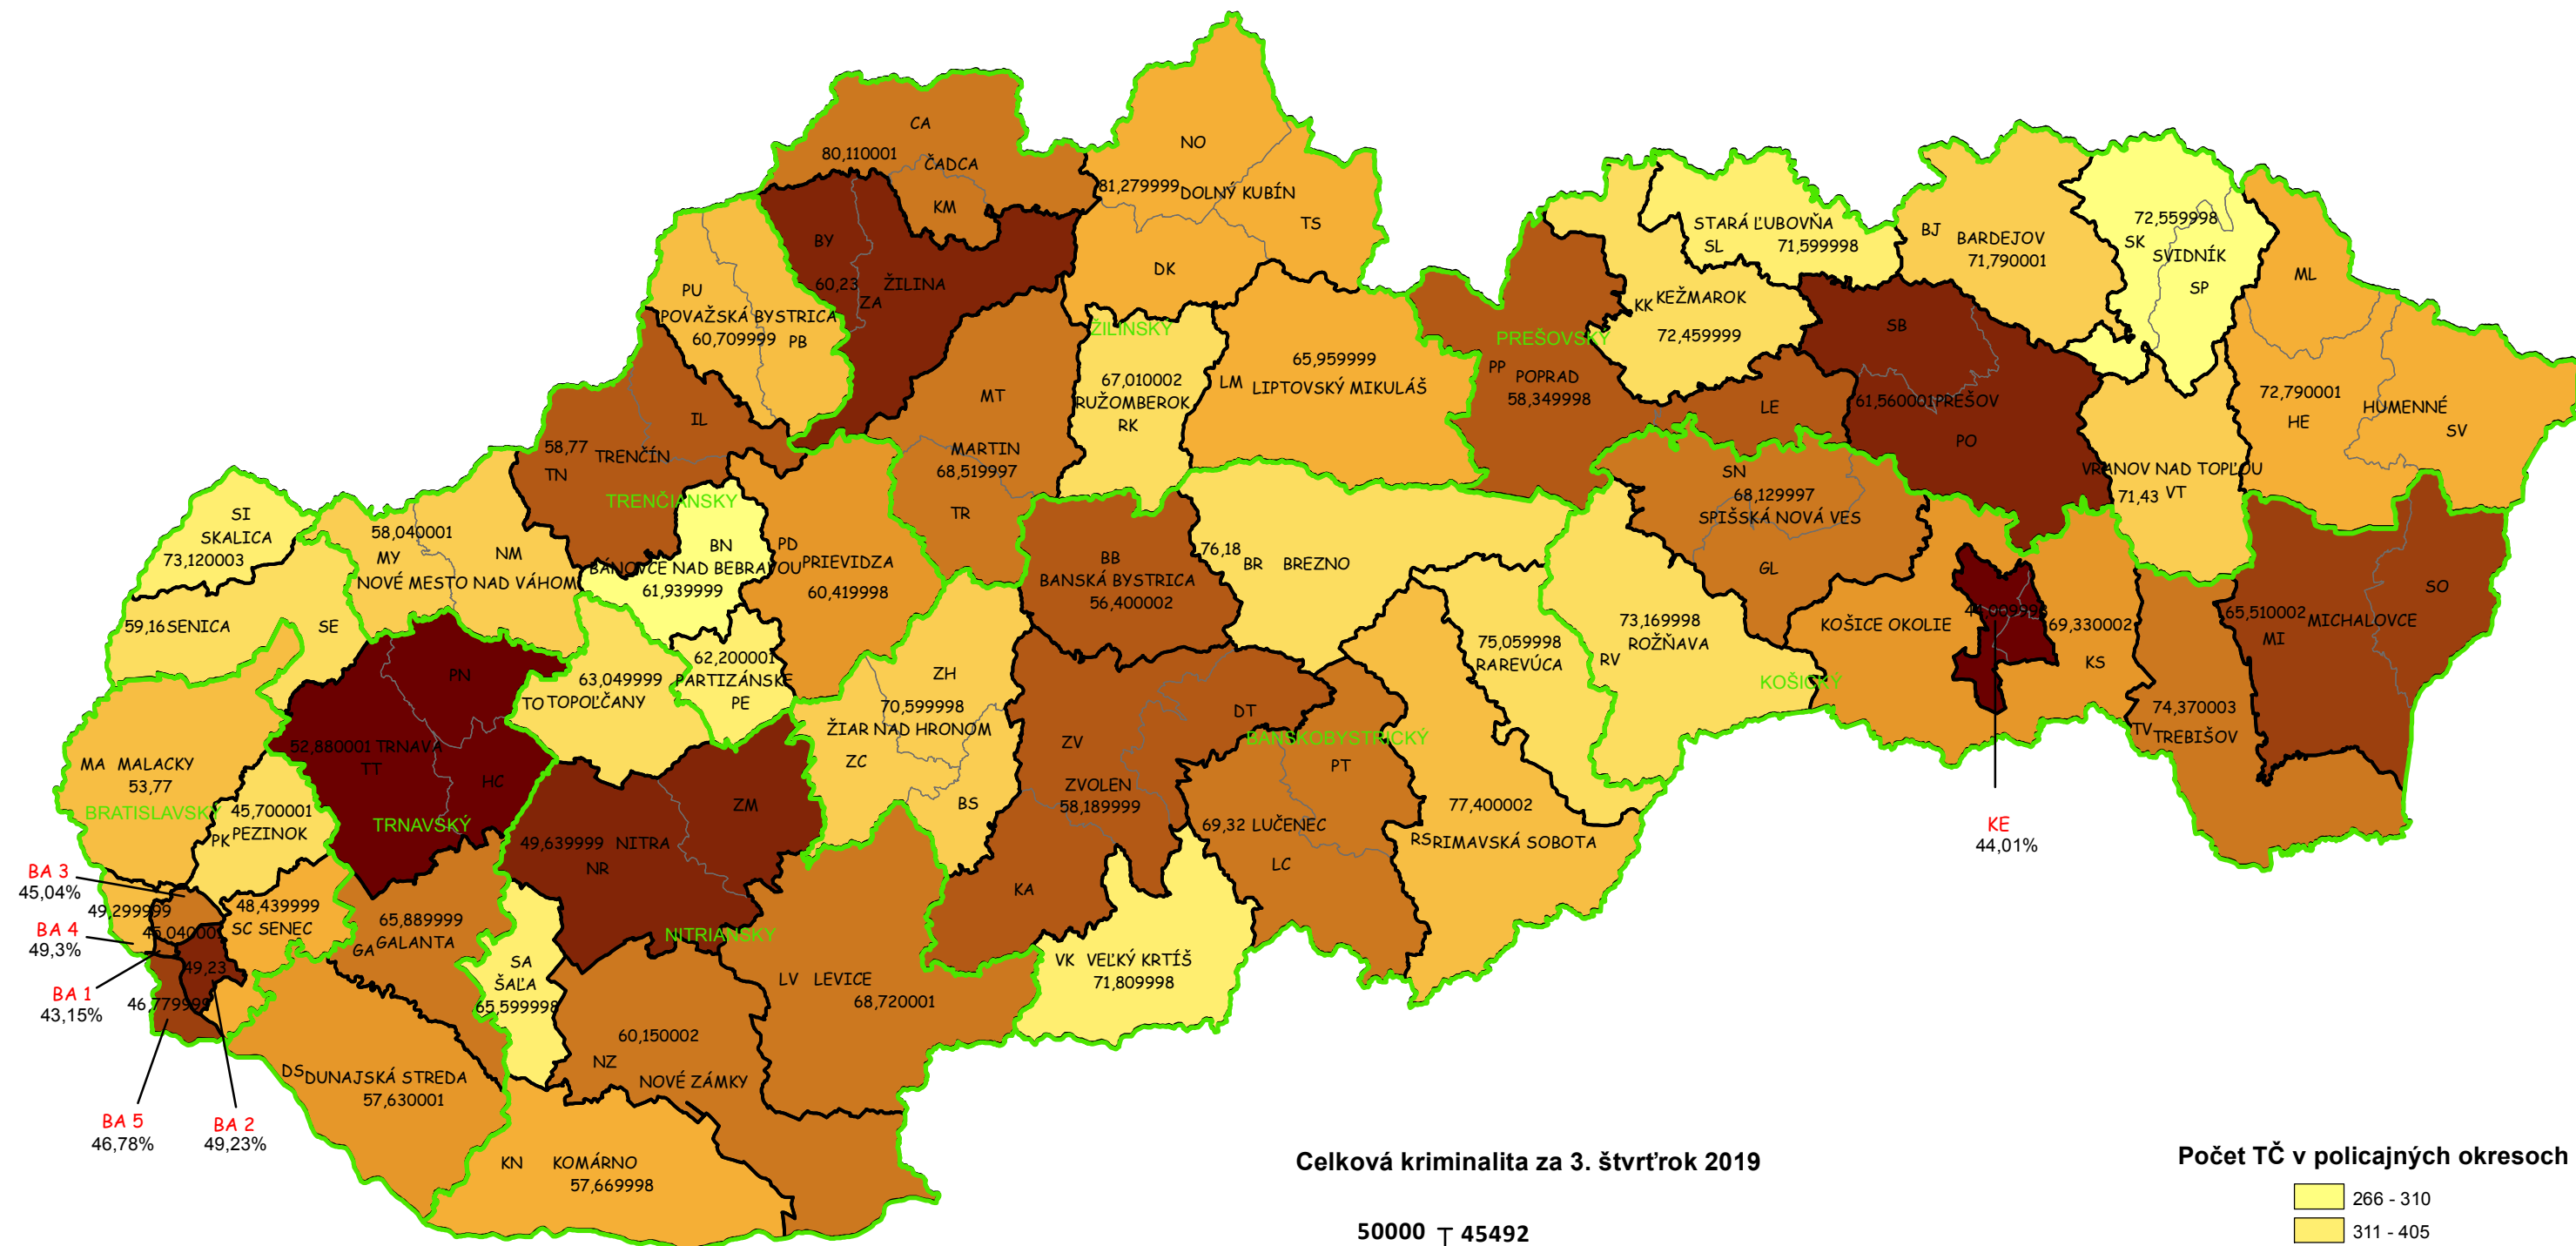 CA
80,110001
ČADCA
KM
NO
81,279999 DOLNÝ KUBÍN
TS
DK
BY
60,23
ŽILINA
ZA
PU
POVAŽSKÁ BYSTRICA
60,709999
PB
ŽILINSKÝ
67,010002
RUŽOMBEROK
RK
65,959999
LM LIPTOVSKÝ MIKULÁŠ
MT
MARTIN
68,519997
TR
IL
58,77
TRENČÍN
TN
TRENČIANSKY
PREŠOVSKÝ
PP POPRAD
58,349998
LE
KK KEŽMAROK
72,459999
STARÁ ĽUBOVŇA
SL
71,599998
BJ BARDEJOV
71,790001
72,559998
SK
SVIDNÍK
SP
ML
72,790001
HUMENNÉ
HE
SV
SB
61,560001 PREŠOV
PO
VRANOV NAD TOPĽOU
71,43 VT
SN
68,129997
SPIŠSKÁ NOVÁ VES
GL
SI
SKALICA
73,120003
58,040001
MY
NM
NOVÉ MESTO NAD VÁHOM
BN
BÁNOVCE NAD BEBRAVOU
61,939999
PD
PRIEVIDZA
60,419998
BB
BANSKÁ BYSTRICA
56,400002
76,18
BR BREZNO
59,16 SENICA
SE
75,059998
RAREVÚCA
73,169998
ROŽŇAVA
RV
KOŠICKÝ
KOŠICE OKOLIE
44,009998
69,330002
KS
65,510002 MICHALOVCE
MI
SO
74,370003
TV TREBIŠOV
PN
62,200001
PARTIZÁNSKE
PE
63,049999
TO TOPOĽČANY
ZH
70,599998
ŽIAR NAD HRONOM
ZC
BS
DT
BANSKOBYSTRICKÝ
ZV
ZVOLEN
58,189999
PT
52,880001 TRNAVA
TT
HC
TRNAVSKÝ
MA MALACKY
53,77
BRATISLAVSKÝ
45,700001
PK PEZINOK
ZM
49,639999 NITRA
NR
69,32 LUČENEC
LC
77,400002
RS RIMAVSKÁ SOBOTA
KE
44,01%
KA
BA 3
45,04%
49,299999
48,439999
SC SENEC
65,889999
GA GALANTA
NITRIANSKY
BA 4
49,3%
45,040001
49,23
SA
ŠAĽA
65,599998
LV LEVICE
68,720001
VK VEĽKÝ KRTÍŠ
71,809998
BA 1
43,15%
46,779999
60,150002
NZ
NOVÉ ZÁMKY
DS DUNAJSKÁ STREDA
57,630001
BA 5
46,78%
BA 2
49,23%
KN KOMÁRNO
57,669998
Celková kriminalita za 3. štvrťrok 2019
50000
45492
Počet TČ v policajných okresoch
266 - 310
311 - 405